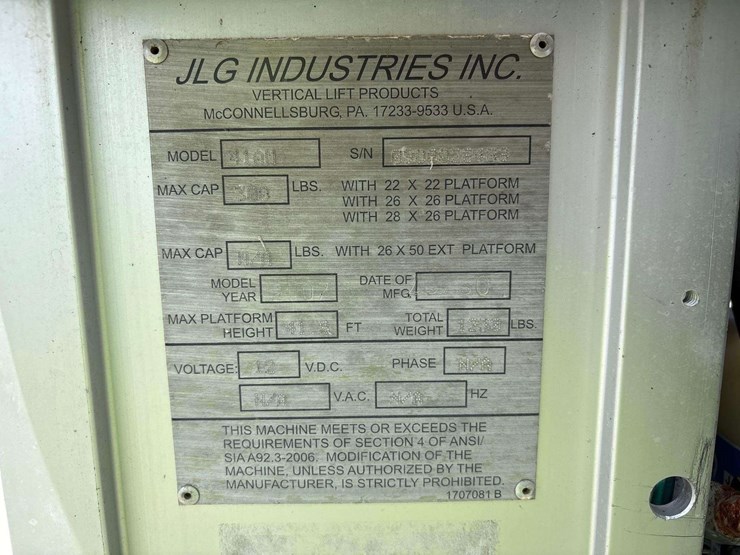 JLG INDUSTRIES INC.
VERTICAL LIFT PRODUCTS
McCONNELLSBURG, PA. 17233-9533 U.S.A.
MODEL 41AM S/N
MAX CAP LBS. WITH 22 X 22 PLATFORM
WITH 26 X 26 PLATFORM
WITH 28 X 26 PLATFORM
MAX CAP N/A LBS. WITH 26 X 50 EXT PLATFORM
MODEL YEAR DATE OF MFG.
MAX PLATFORM HEIGHT FT TOTAL WEIGHT LBS.
VOLTAGE: 12 V.D.C. PHASE N/A
N/A V.A.C. N/A HZ
THIS MACHINE MEETS OR EXCEEDS THE
REQUIREMENTS OF SECTION 4 OF ANSI/
SIA A92.3-2006. MODIFICATION OF THE
MACHINE, UNLESS AUTHORIZED BY THE
MANUFACTURER, IS STRICTLY PROHIBITED.
1707081 B